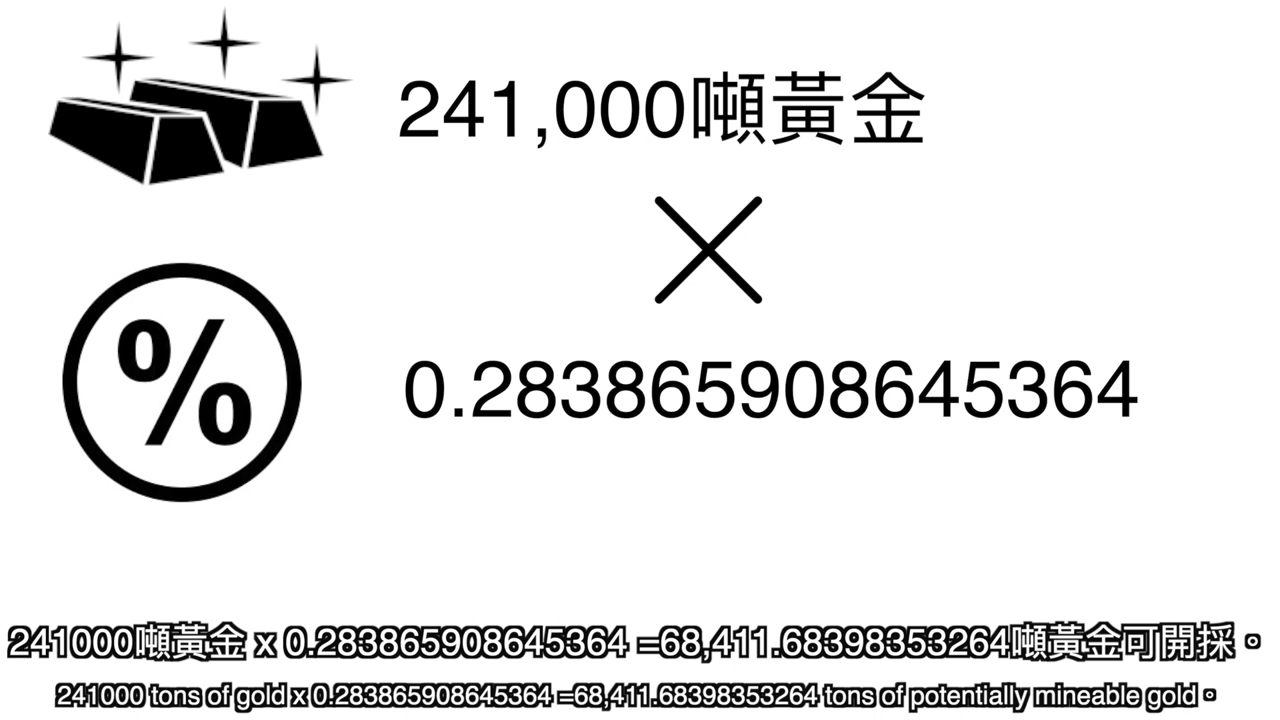 241,000噸黃金
×
%
0.283865908645364
241000噸黃金 x 0.283865908645364 =68,411.68398353264噸黃金可開採。
241000 tons of gold x 0.283865908645364 =68,411.68398353264 tons of potentially mineable gold。